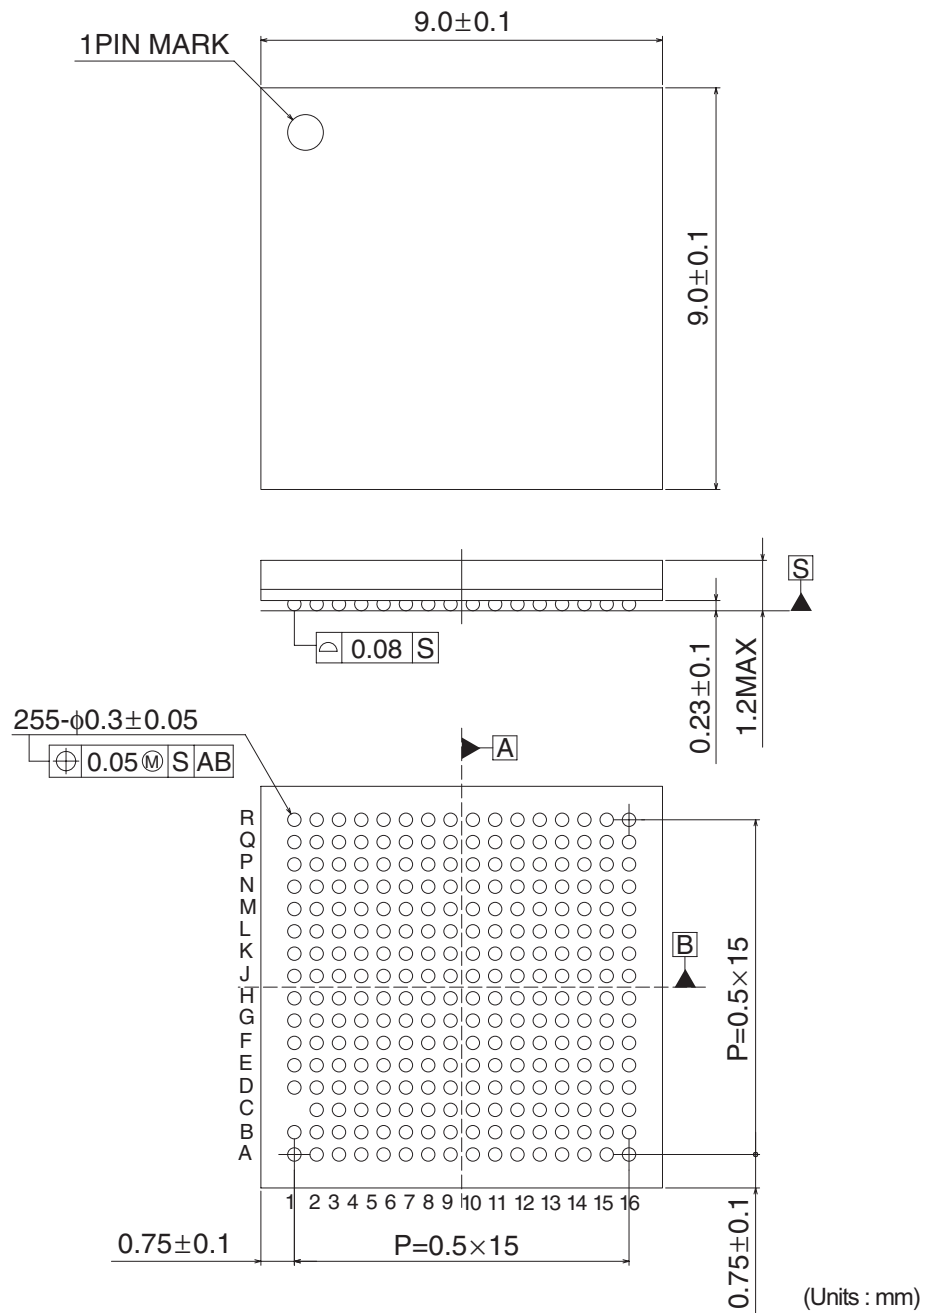 9.0±0.1
1PIN MARK
9.0±0.1
S
0.08 S
0.23±0.1
1.2MAX
255-ϕ0.3±0.05
0.05Ⓜ S AB
A
R
Q
P
N
M
L
K
J
H
G
F
E
D
C
B
A
B
P=0.5×15
1 2 3 4 5 6 7 8 9 10 11 12 13 14 15 16
0.75±0.1
P=0.5×15
0.75±0.1
(Units : mm)